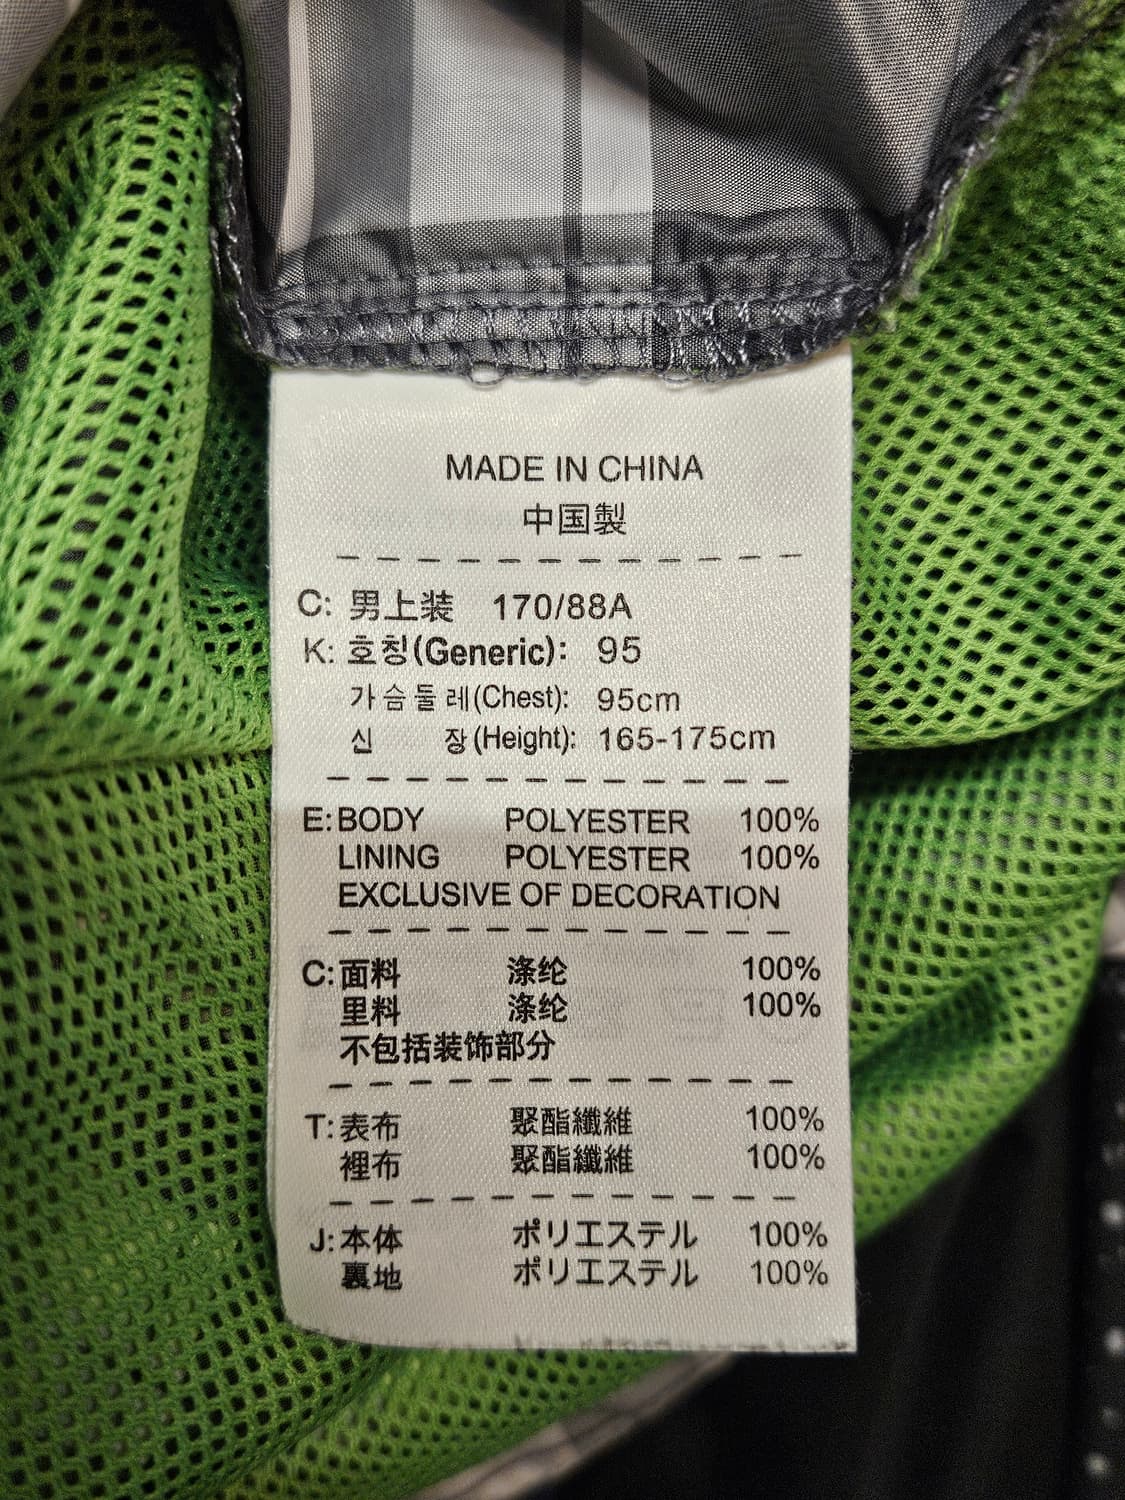 MADE IN CHINA
中国製
C: 男上装 170/88A
K: 호칭(Generic): 95
가슴둘레(Chest): 95cm
신 장(Height): 165-175cm
E: BODY POLYESTER 100%
LINING POLYESTER 100%
EXCLUSIVE OF DECORATION
C: 面料 涤纶 100%
里料 涤纶 100%
不包括装饰部分
T: 表布 聚酯纖維 100%
裡布 聚酯纖維 100%
J: 本体 ポリエステル 100%
裏地 ポリエステル 100%